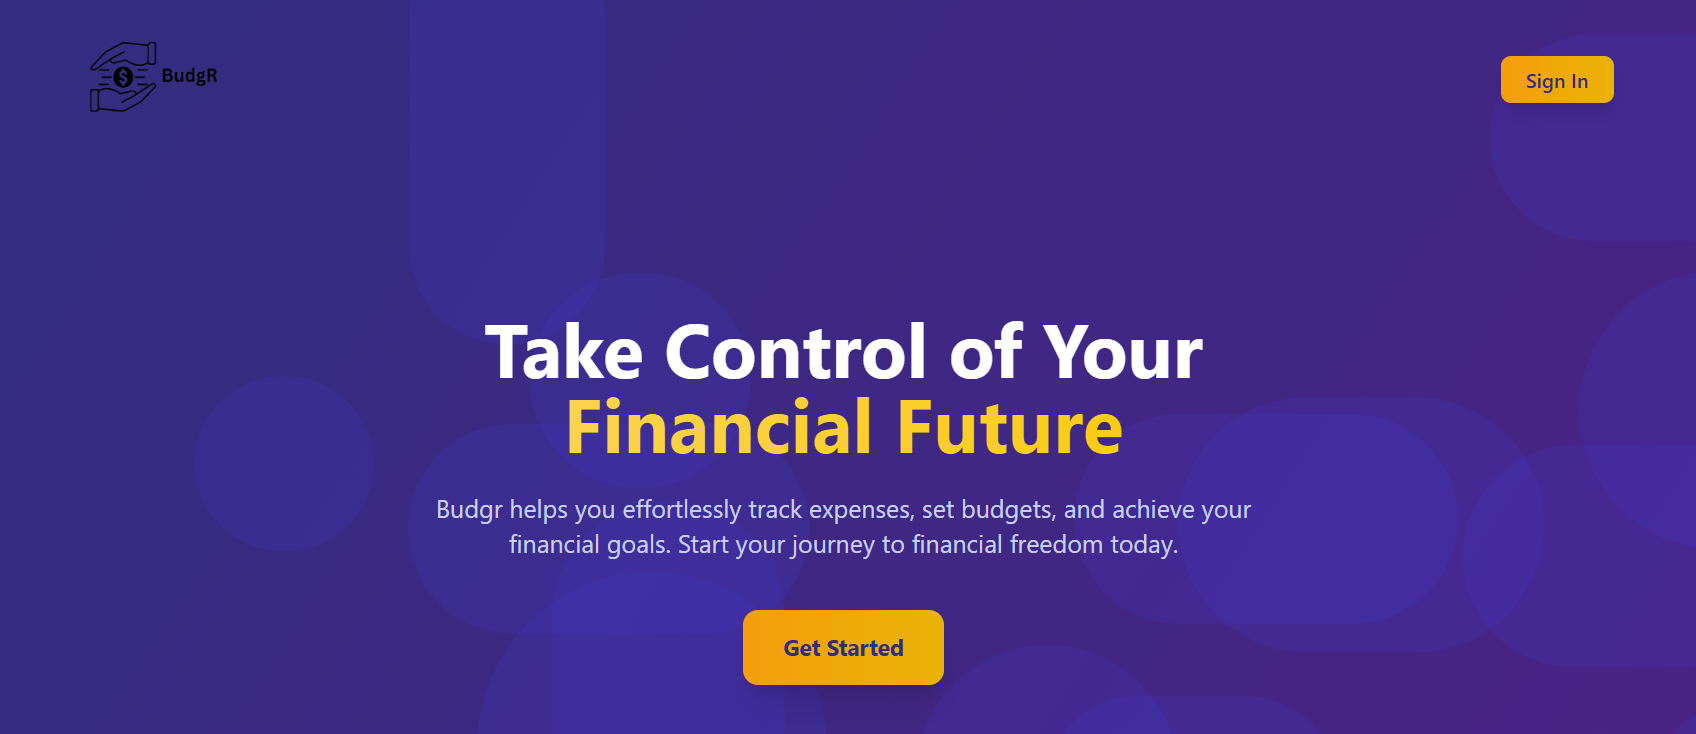 $
BudgR
Sign In
Take Control of Your
Financial Future
Budgr helps you effortlessly track expenses, set budgets, and achieve your
financial goals. Start your journey to financial freedom today.
Get Started